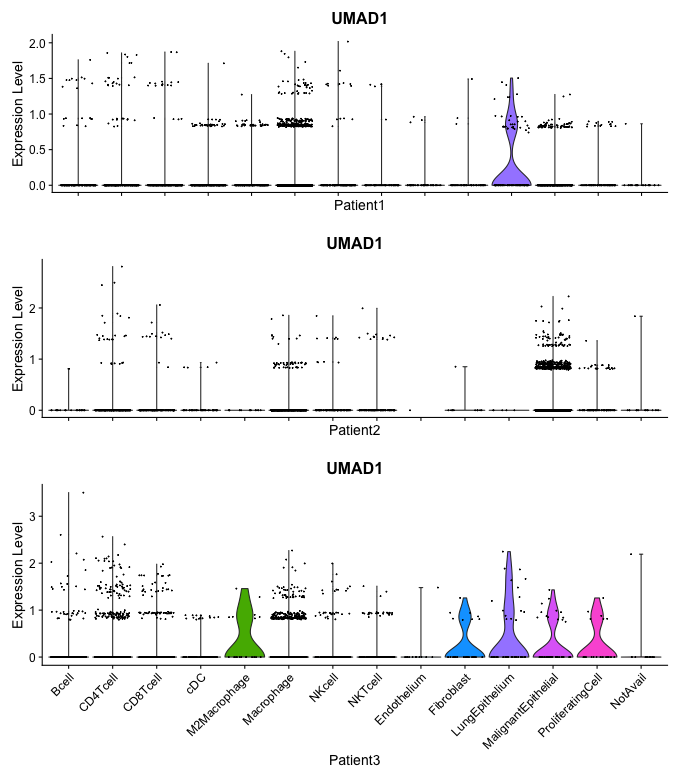 UMAD1
Expression Level
2.0
1.5
1.0
0.5
0.0
Patient1
UMAD1
Expression Level
2
1
0
Patient2
UMAD1
Expression Level
3
2
1
0
Bcell
CD4Tcell
CD8Tcell
cDC
M2Macrophage
Macrophage
NKcell
NKTcell
Endothelium
Fibroblast
LungEpithelium
MalignantEpithelial
ProliferatingCell
NotAvail
Patient3